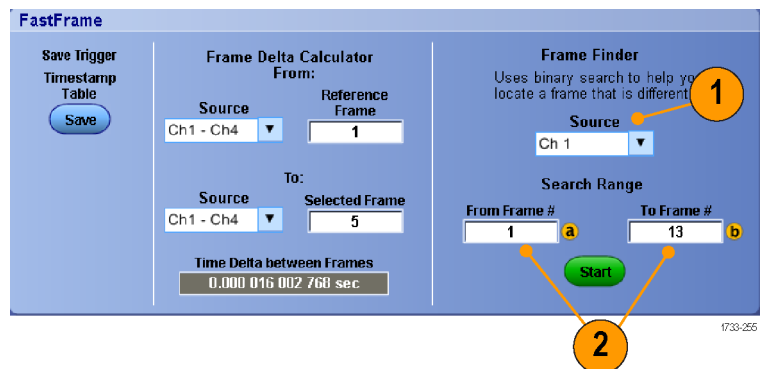 FastFrame
Save Trigger
Timestamp
Table
Save
Frame Delta Calculator
From:
Source
Reference
Frame
Ch1 - Ch4
1
To:
Source
Selected Frame
Ch1 - Ch4
5
Time Delta between Frames
0.000 016 002 768 sec
Frame Finder
Uses binary search to help
locate a frame that is different
1
Source
Ch 1
Search Range
From Frame #
To Frame #
1
a
13
b
Start
2
1733-255